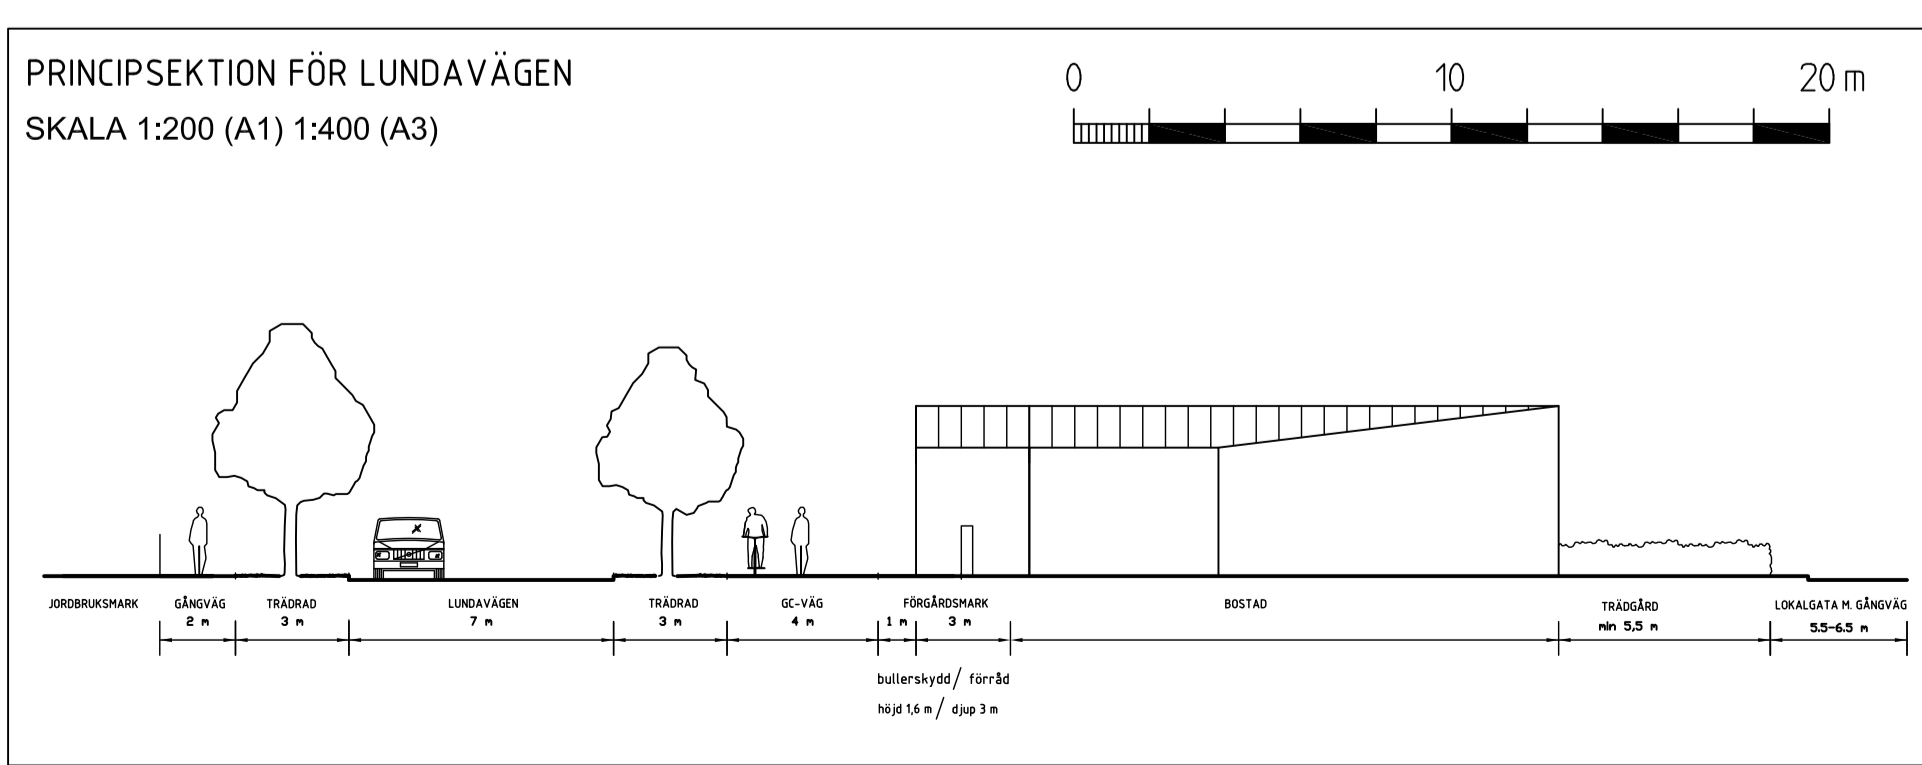 PRINCIPSEKTION FÖR LUNDAVÄGEN
SKALA 1:200 (A1) 1:400 (A3)
0 10 20 m
JORDBRUKSMARK GÅNGVÄG TRÄDRAD LUNDAVÄGEN TRÄDRAD GC-VÄG FÖRGÅRDSMARK BOSTAD TRÄDGÅRD LOKALGATA M. GÅNGVÄG
2 m 3 m 7 m 3 m 4 m 1 m 3 m min 5,5 m 5.5-6.5 m
bullerskydd / förråd
höjd 1,6 m / djup 3 m